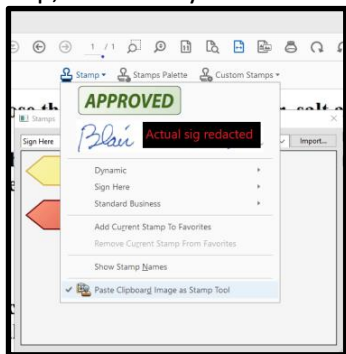 1 / 1
Stamp Stamps Palette Custom Stamps
APPROVED
Stamps
Blair Actual sig redacted
Sign Here
Import...
Dynamic
Sign Here
Standard Business
Add Current Stamp To Favorites
Remove Current Stamp From Favorites
Show Stamp Names
Paste Clipboard Image as Stamp Tool